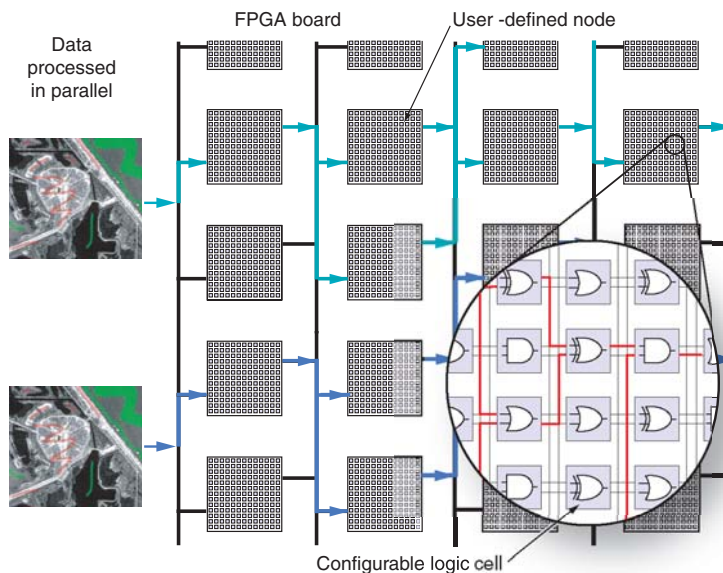 FPGA board
User -defined node
Data
processed
in parallel
Configurable logic cell